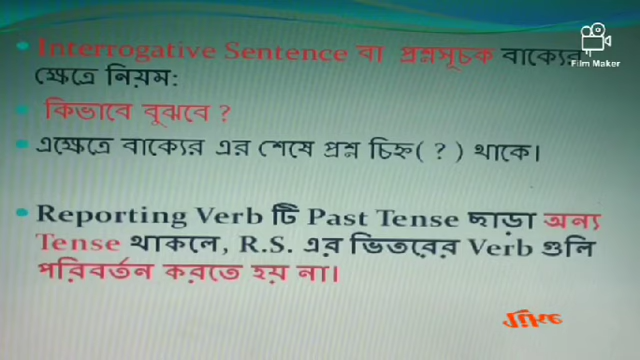 Interrogative Sentence বা প্রশ্নসূচক বাক্যের
ক্ষেত্রে নিয়ম:
কিভাবে বুঝবে ?
এক্ষেত্রে বাক্যের এর শেষে প্রশ্ন চিহ্ন( ? ) থাকে।
Reporting Verb টি Past Tense ছাড়া অন্য
Tense থাকলে, R.S. এর ভিতরের Verb গুলি
পরিবর্তন করতে হয় না।
Film Maker